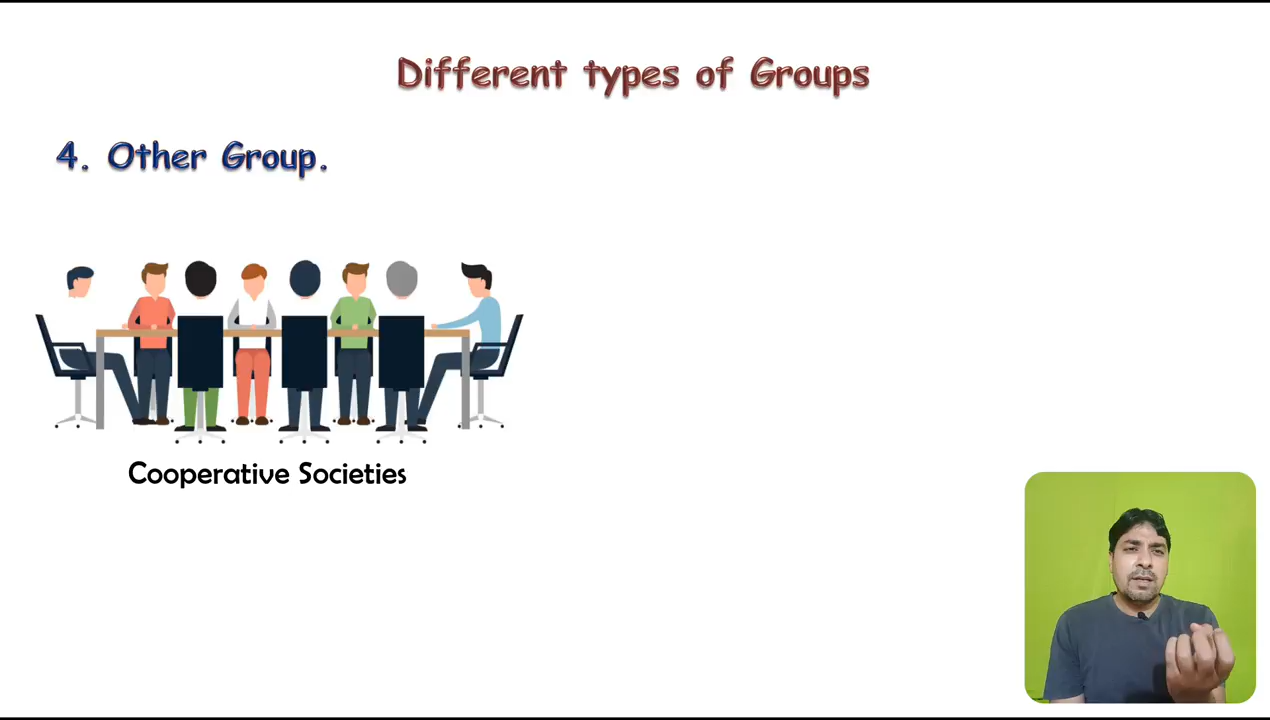 Different types of Groups
4. Other Group.
Cooperative Societies